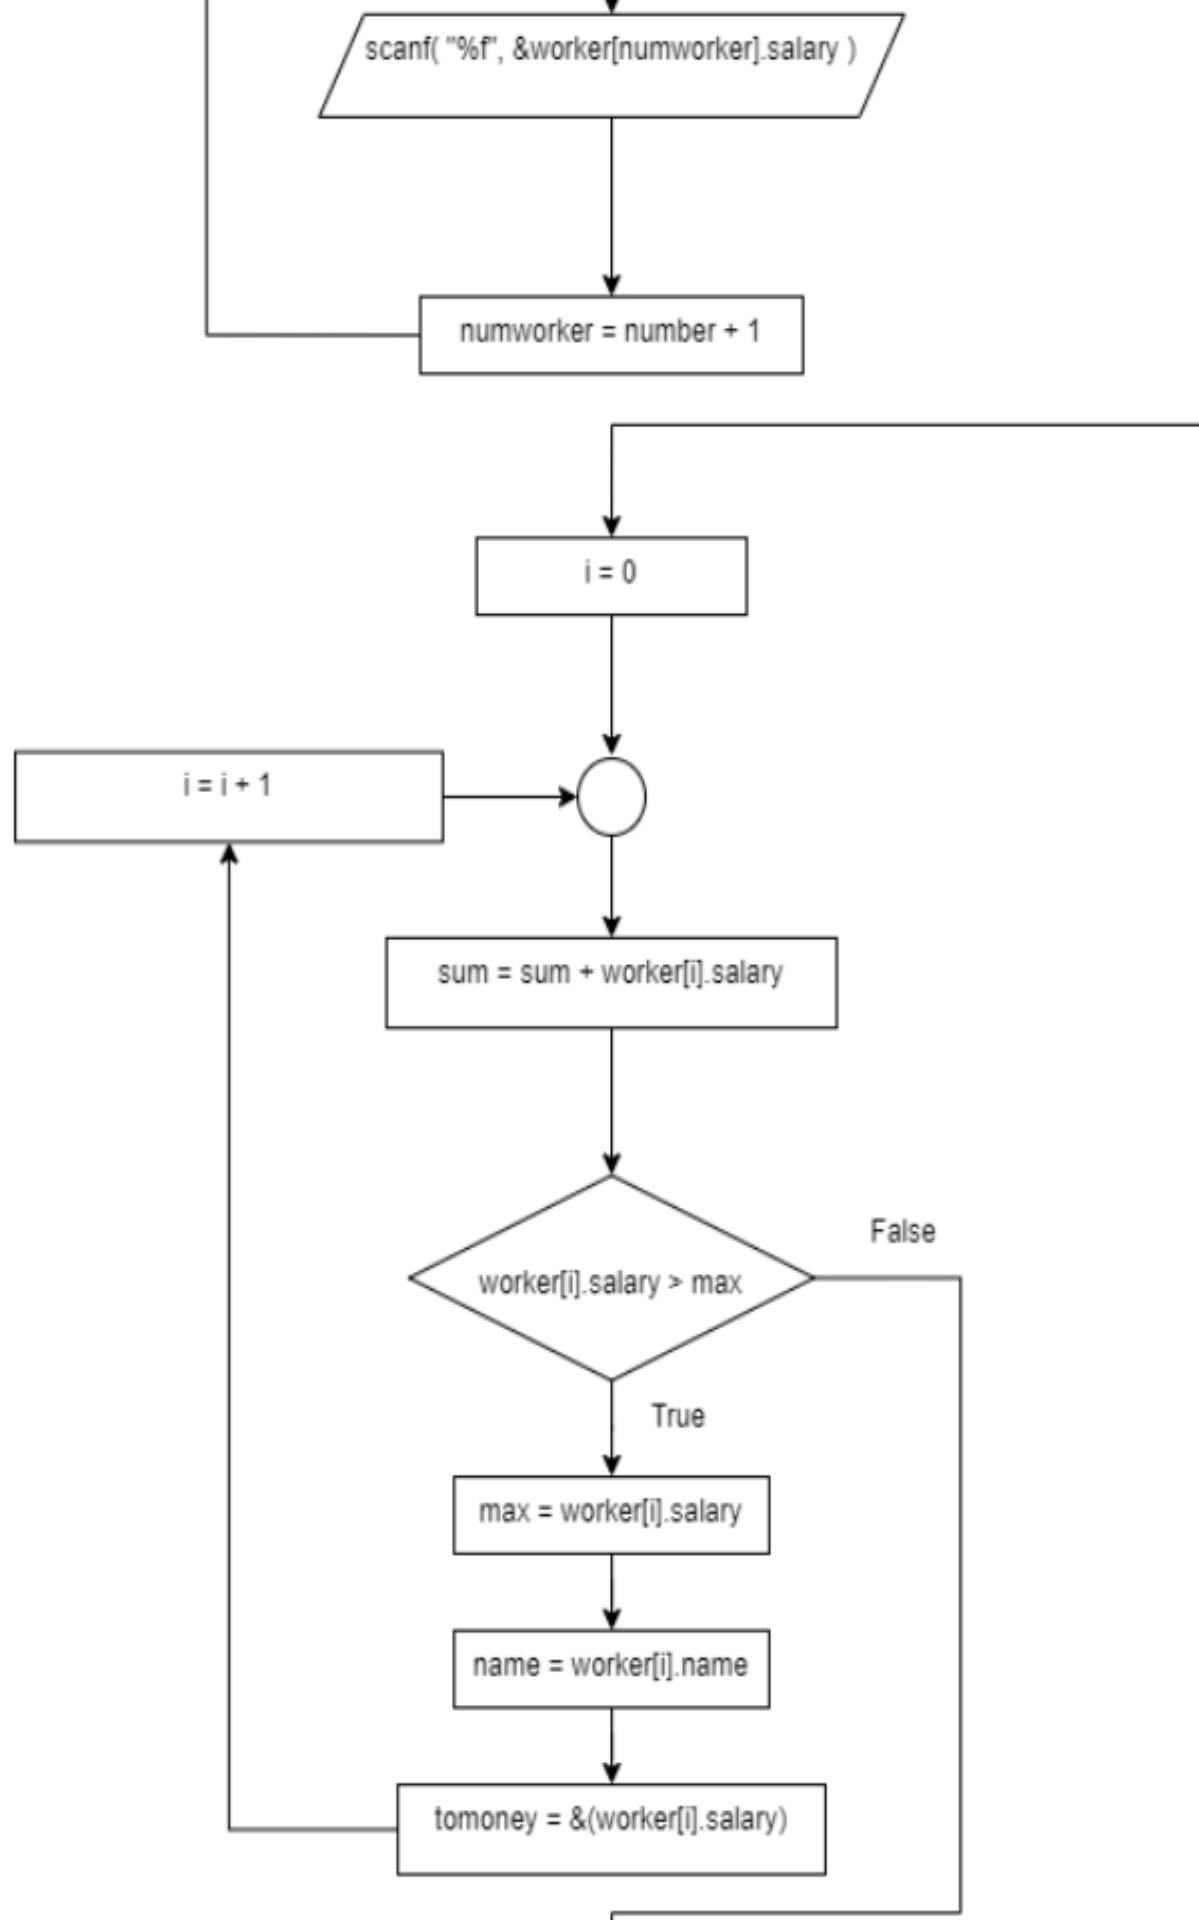 scanf( "%f", &worker[numworker].salary )
numworker = number + 1
i = 0
i = i + 1
sum = sum + worker[i].salary
worker[i].salary > max
False
True
max = worker[i].salary
name = worker[i].name
tomoney = &(worker[i].salary)